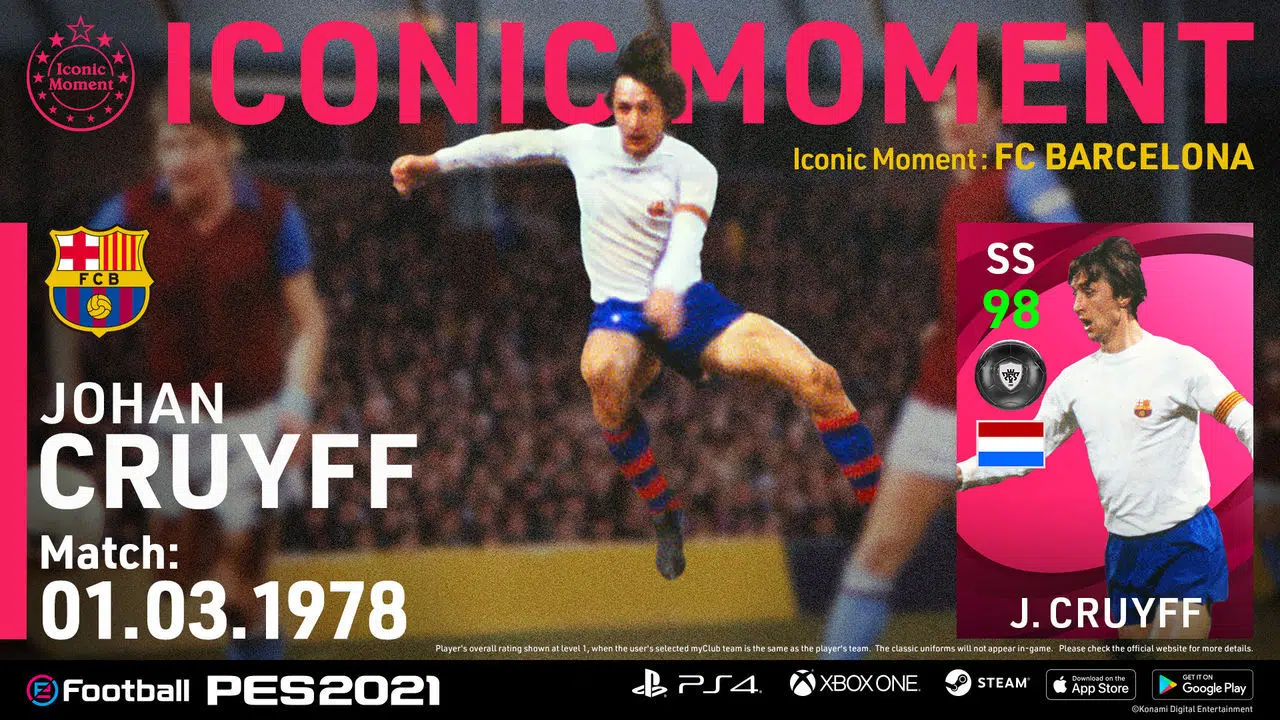 Iconic
Moment
ICONIC MOMENT
Iconic Moment: FC BARCELONA
FCB
JOHAN
CRUYFF
Match:
01.03.1978
SS
98
J. CRUYFF
Player's overall rating shown at level 1, when the user's selected myClub team is the same as the player's team. The classic uniforms will not appear in-game. Please check the official website for more details.
eFootball PES2021
PS4
XBOX ONE
STEAM
Download on the
App Store
GET IT ON
Google Play
©Konami Digital Entertainment